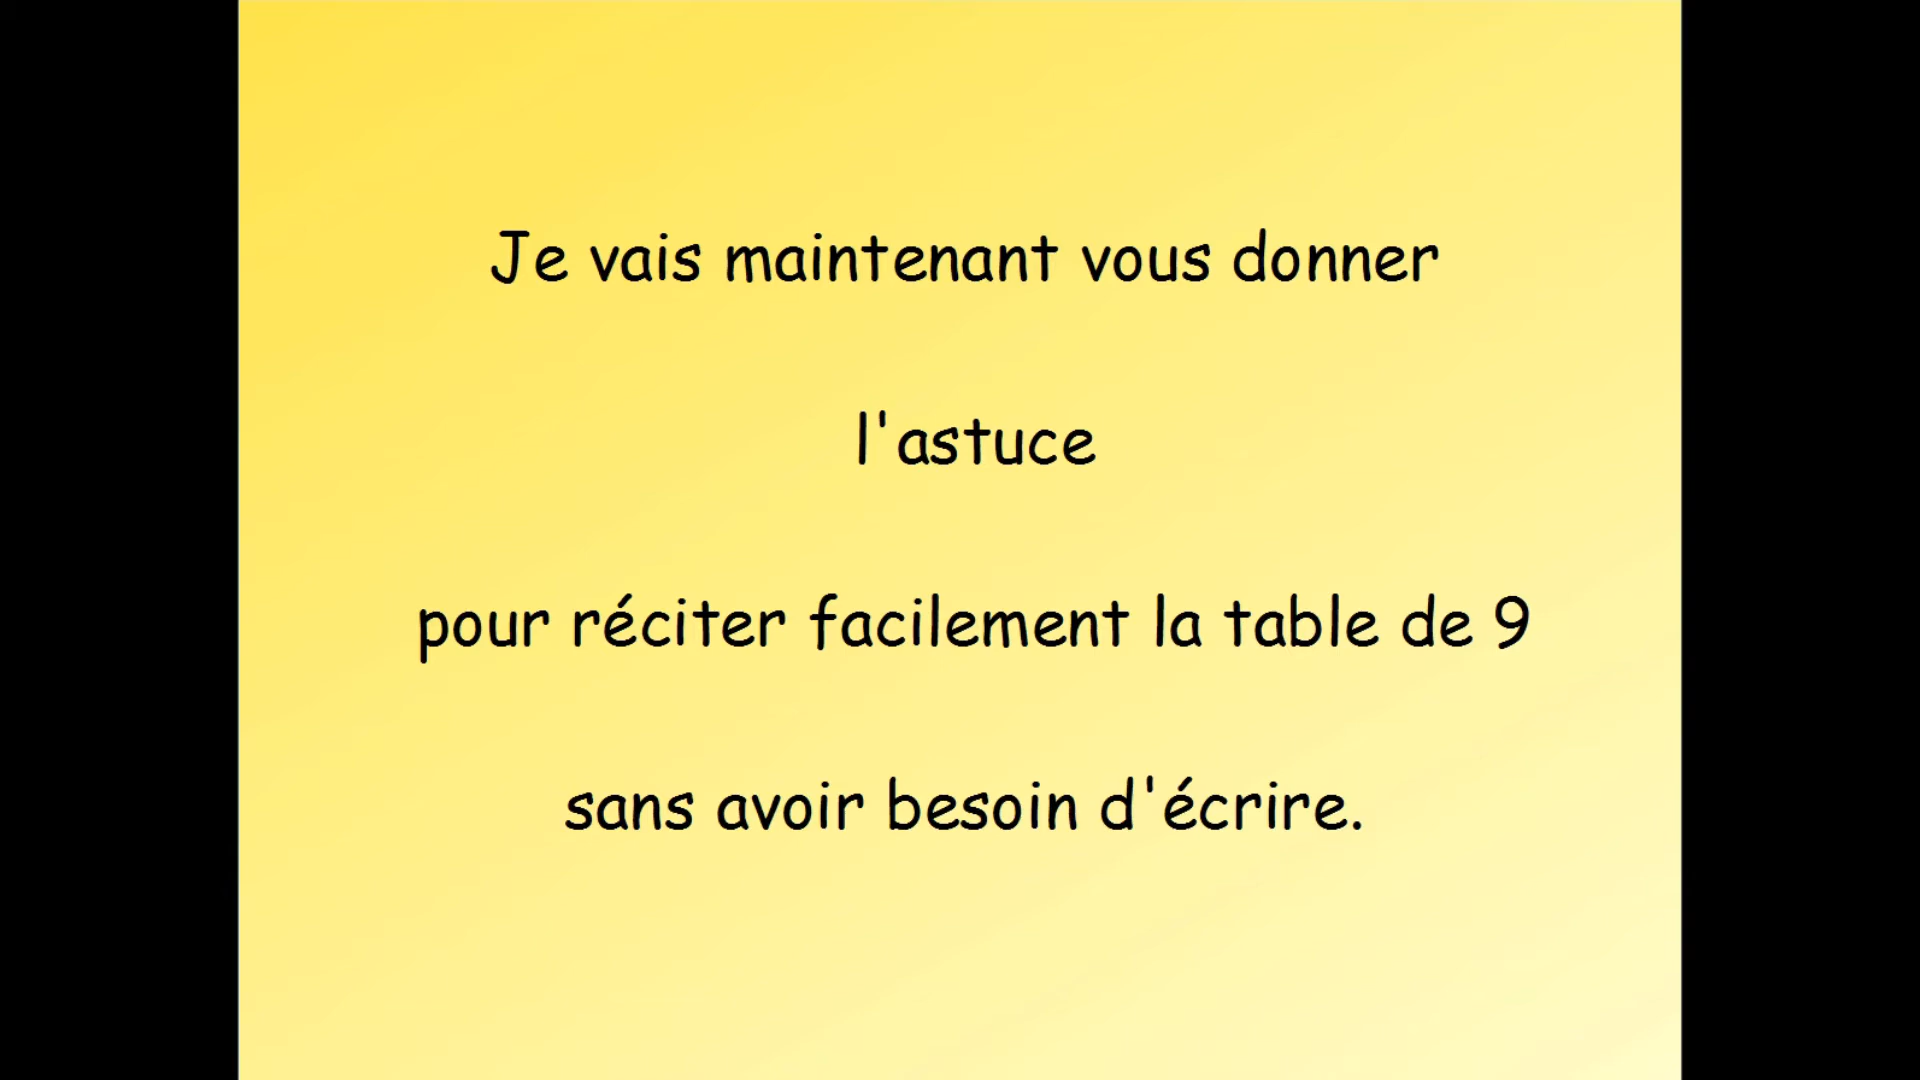 Je vais maintenant vous donner
l'astuce
pour réciter facilement la table de 9
sans avoir besoin d'écrire.